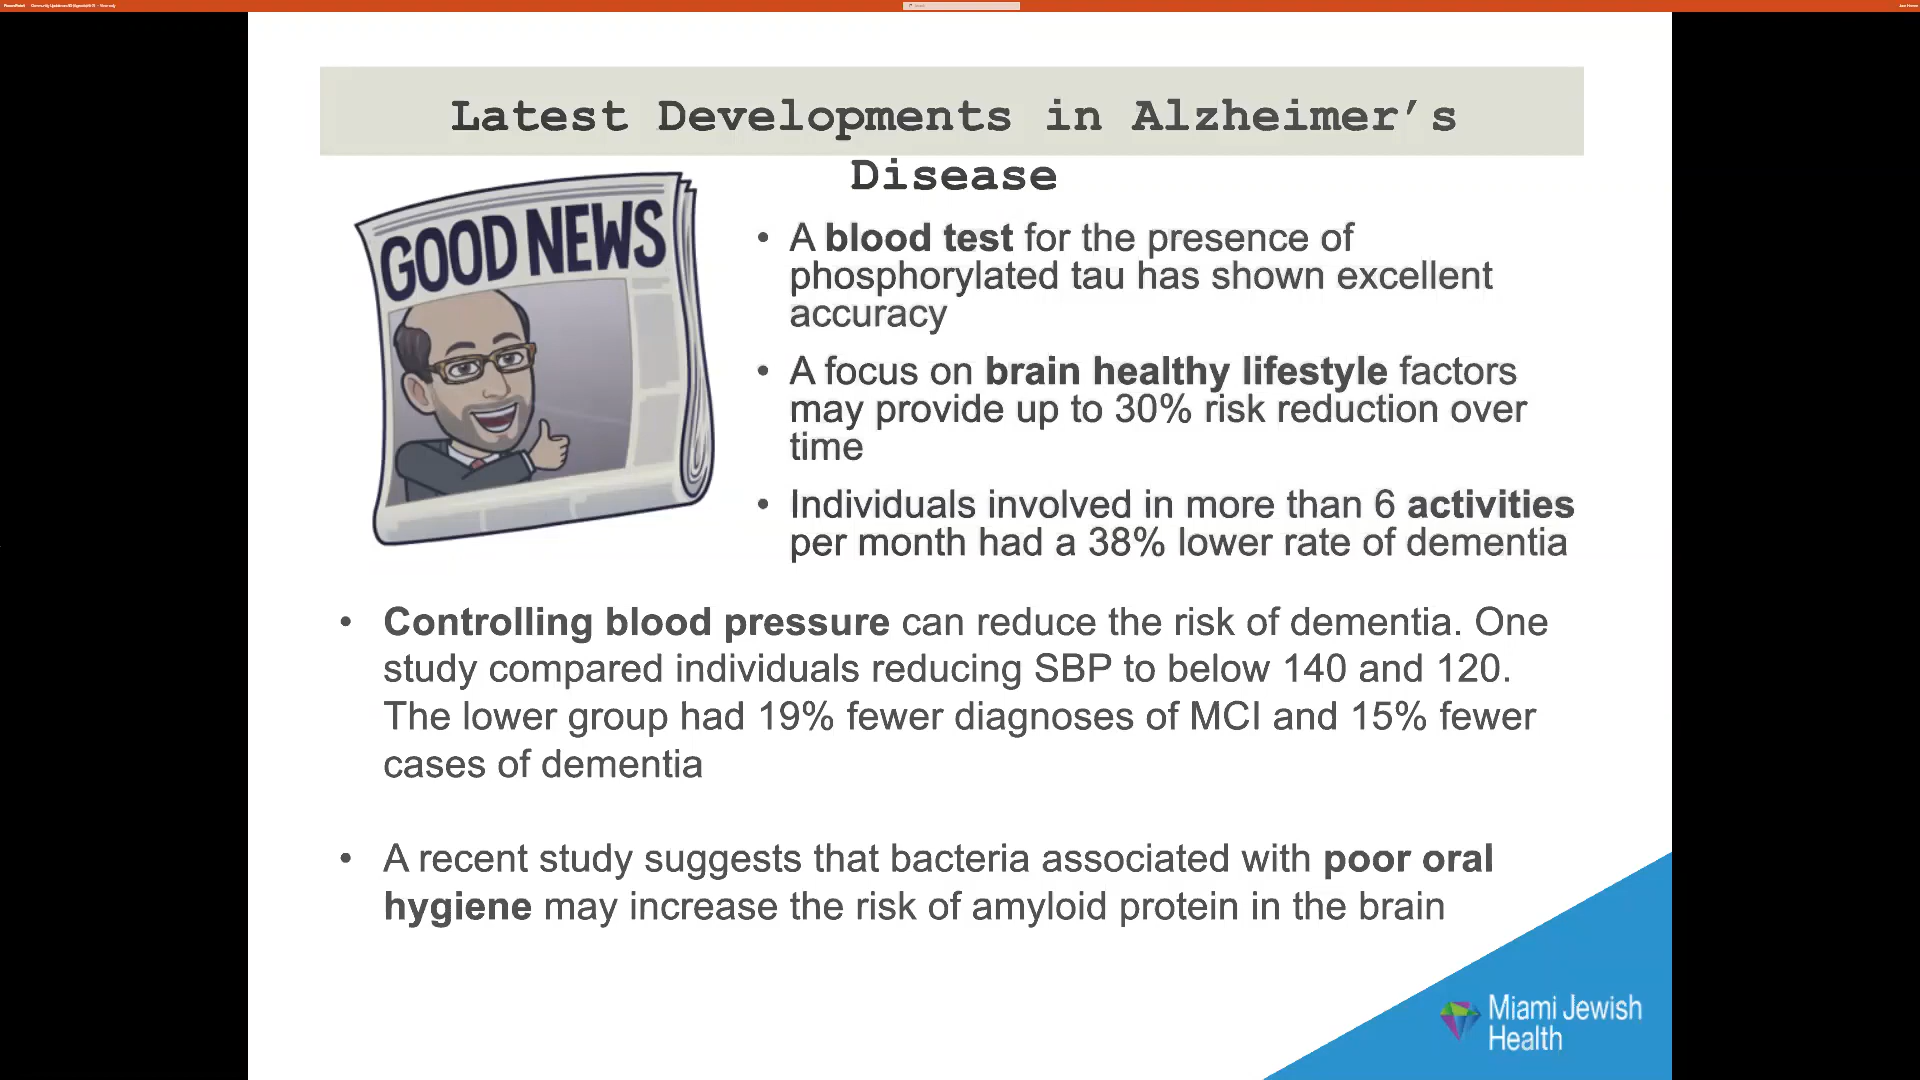 Latest Developments in Alzheimer’s
Disease
GOOD NEWS
• A blood test for the presence of
phosphorylated tau has shown excellent
accuracy
• A focus on brain healthy lifestyle factors
may provide up to 30% risk reduction over
time
• Individuals involved in more than 6 activities
per month had a 38% lower rate of dementia
• Controlling blood pressure can reduce the risk of dementia. One
study compared individuals reducing SBP to below 140 and 120.
The lower group had 19% fewer diagnoses of MCI and 15% fewer
cases of dementia
• A recent study suggests that bacteria associated with poor oral
hygiene may increase the risk of amyloid protein in the brain
Miami Jewish
Health